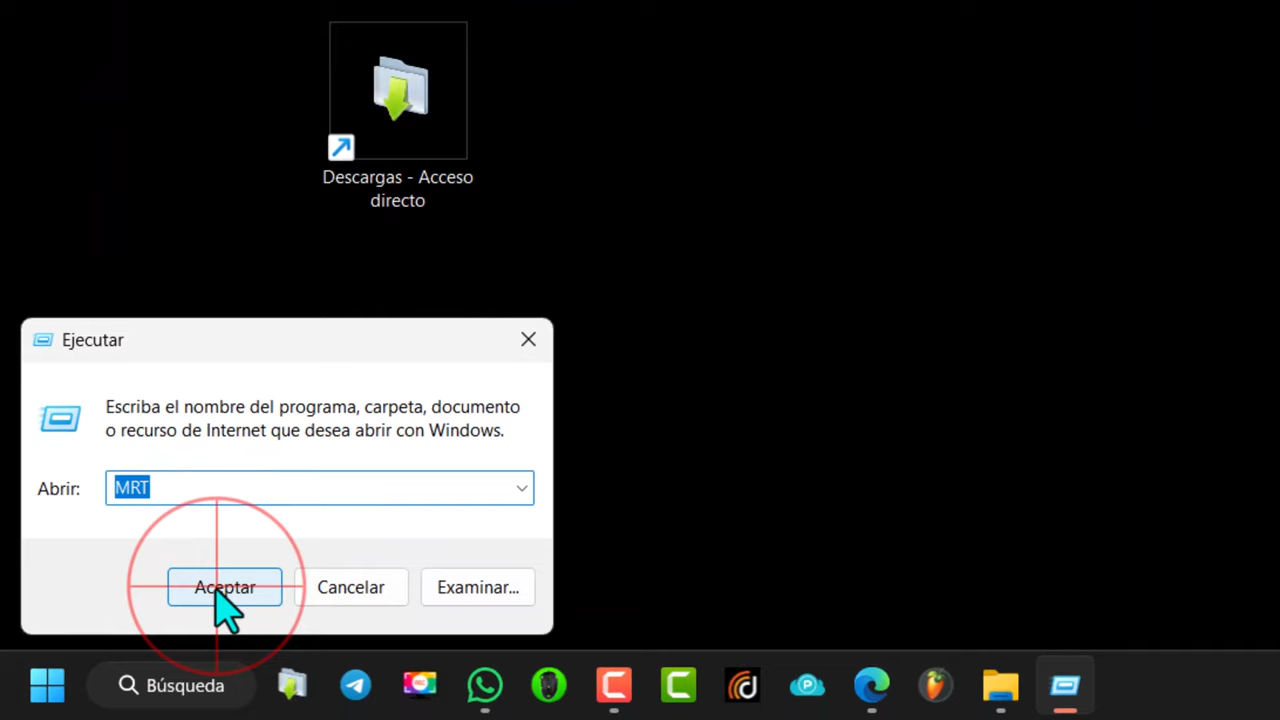 Descargas - Acceso
directo
Ejecutar
Escriba el nombre del programa, carpeta, documento
o recurso de Internet que desea abrir con Windows.
Abrir: MRT
Aceptar Cancelar Examinar...
Búsqueda